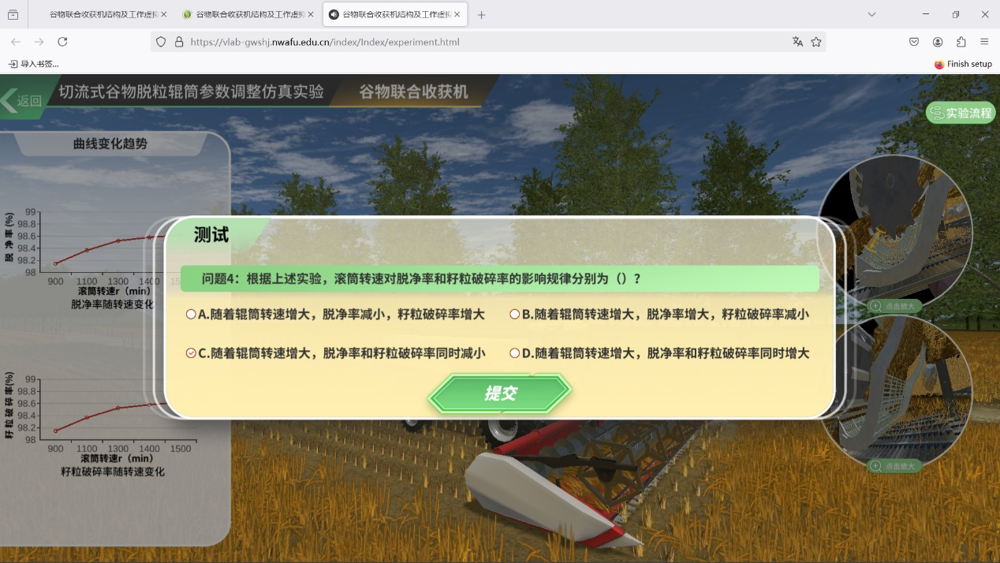 谷物联合收获机结构及工作虚拟
谷物联合收获机结构及工作虚拟
谷物联合收获机结构及工作虚拟
https://vlab-gwshj.nwafu.edu.cn/index/Index/experiment.html
导入书签...
Finish setup
返回
切流式谷物脱粒辊筒参数调整仿真实验
谷物联合收获机
实验流程
曲线变化趋势
脱净率(%)
99
98.8
98.6
98.4
98.2
98
900 1100 1300 1400 15
滚筒转速r（min）
脱净率随转速变化
测试
问题4：根据上述实验，滚筒转速对脱净率和籽粒破碎率的影响规律分别为（）？
A.随着辊筒转速增大，脱净率减小，籽粒破碎率增大
B.随着辊筒转速增大，脱净率增大，籽粒破碎率减小
C.随着辊筒转速增大，脱净率和籽粒破碎率同时减小
D.随着辊筒转速增大，脱净率和籽粒破碎率同时增大
提交
点击放大
籽粒破碎率(%)
99
98.8
98.6
98.4
98.2
98
900 1100 1300 1400 1500
滚筒转速r（min）
籽粒破碎率随转速变化
点击放大